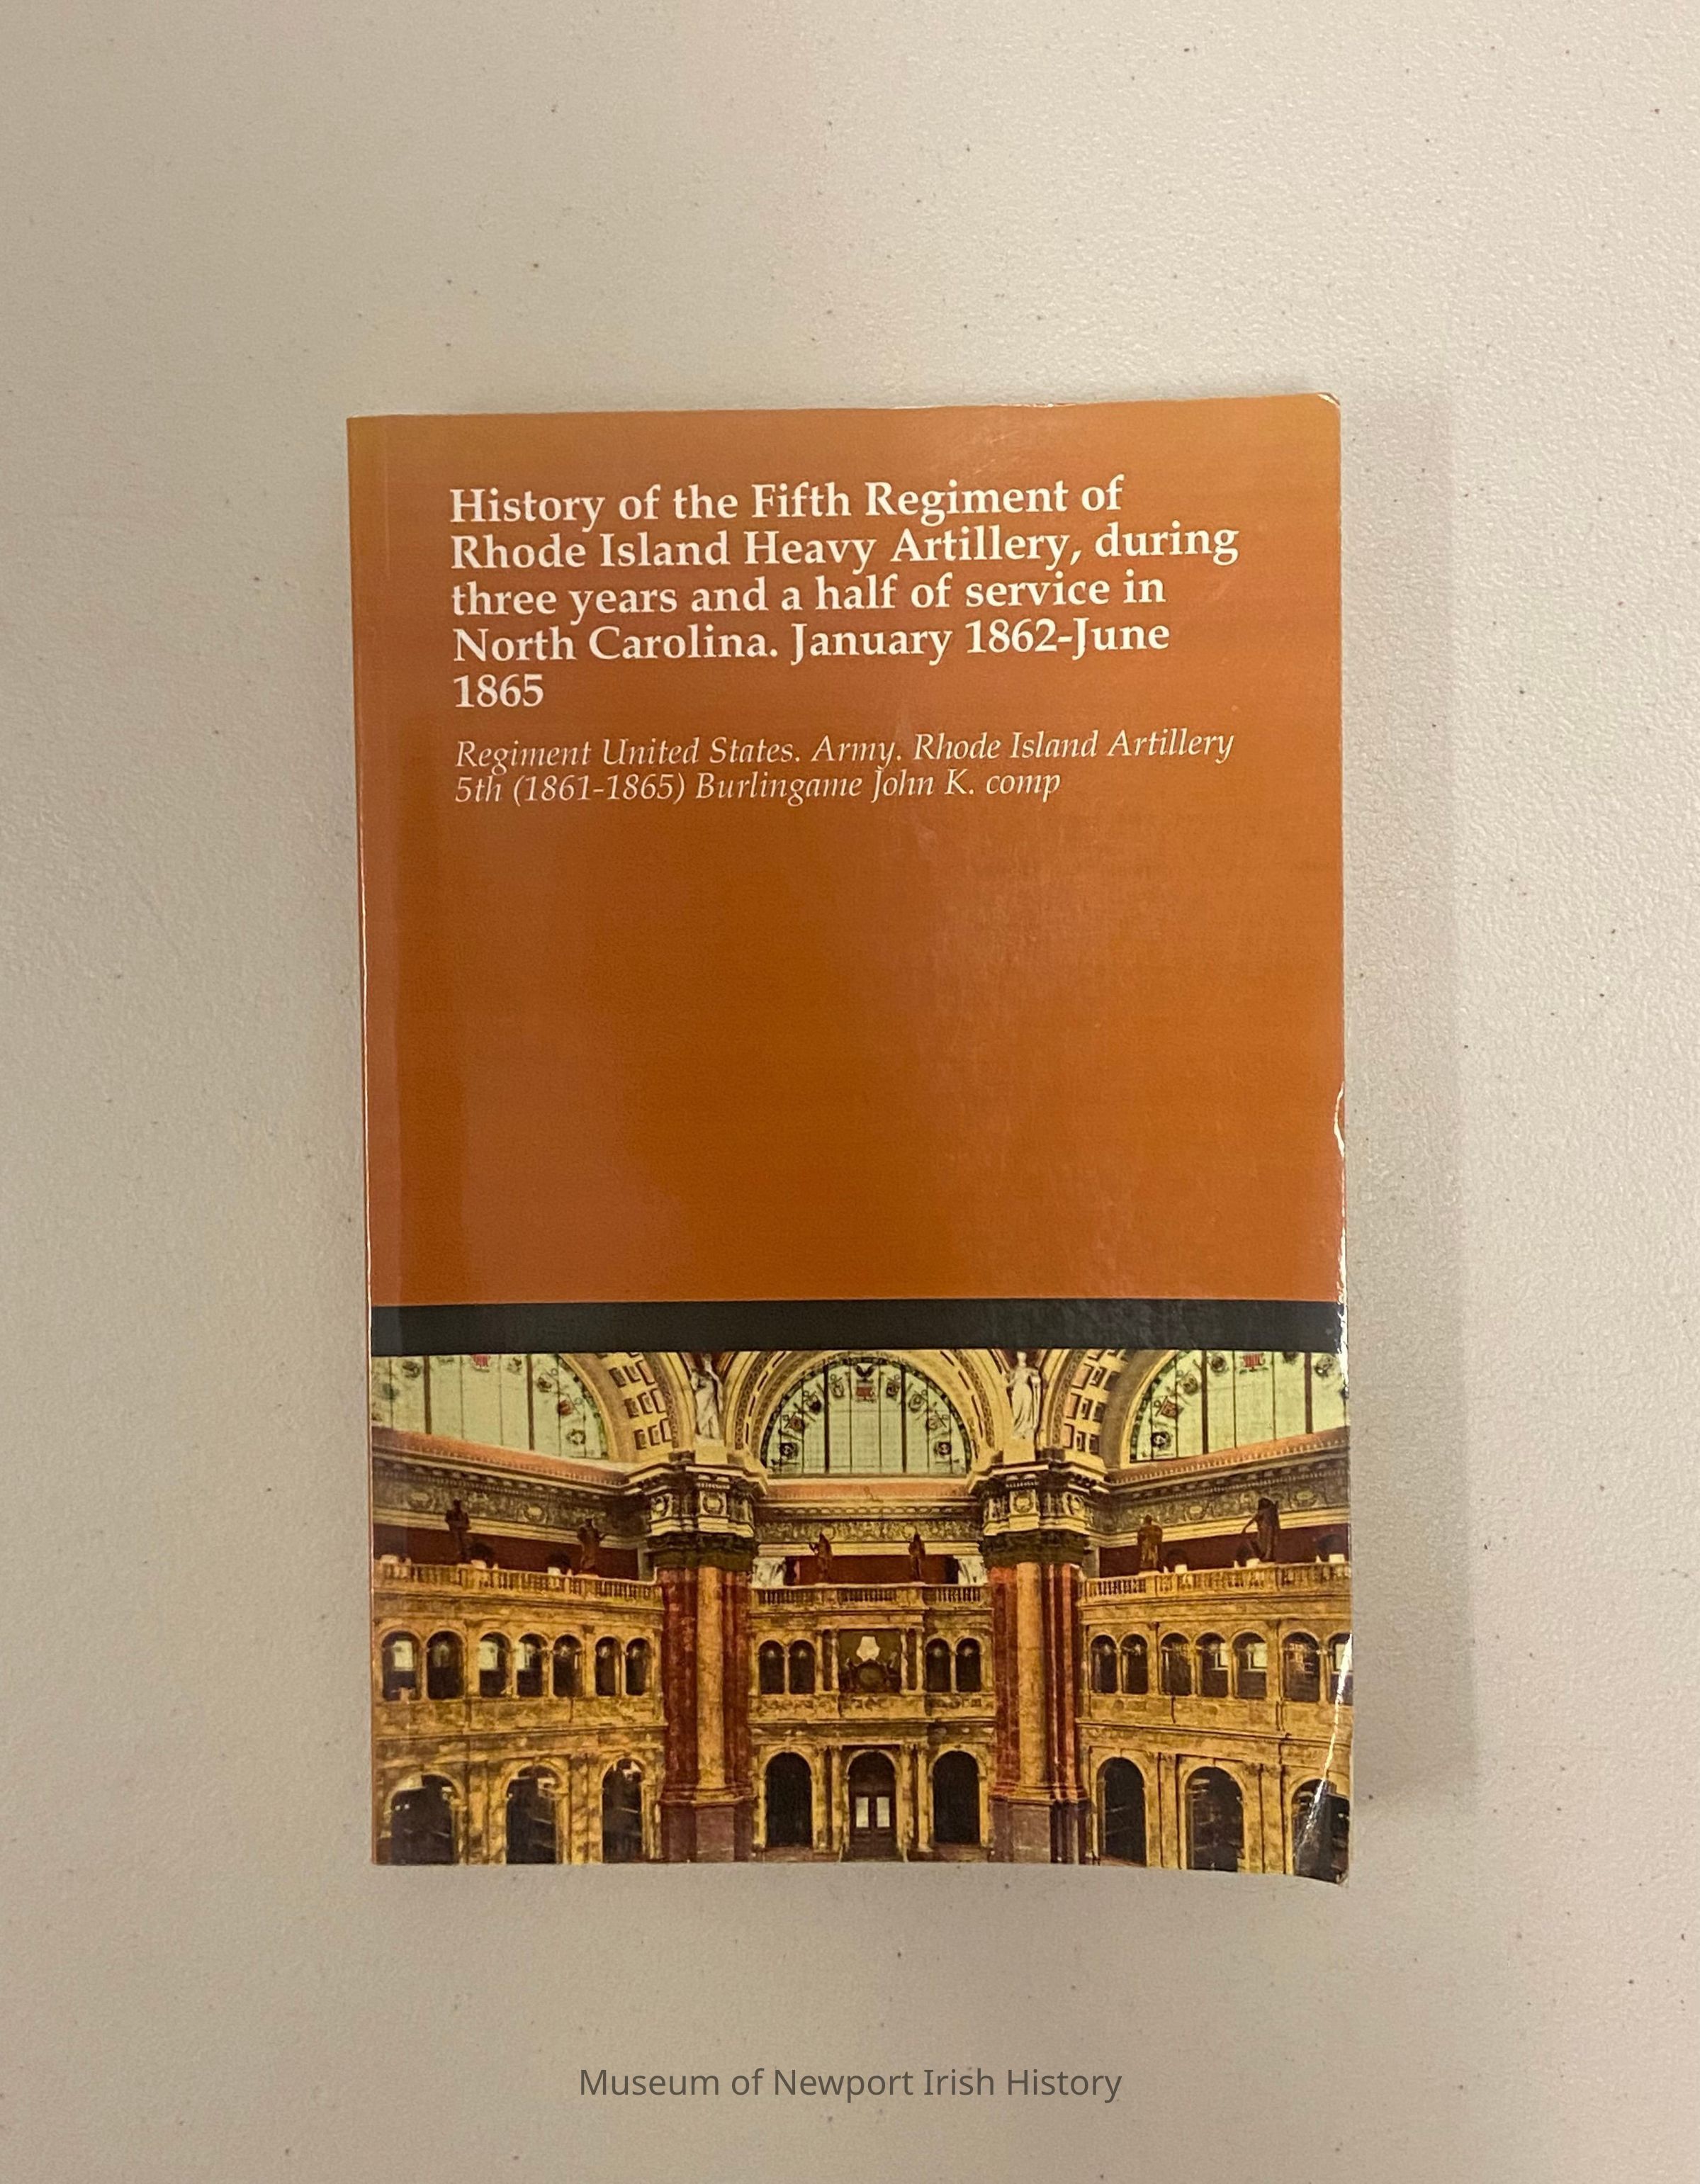 History of the Fifth Regiment of
Rhode Island Heavy Artillery, during
three years and a half of service in
North Carolina. January 1862-June
1865
Regiment United States. Army. Rhode Island Artillery
5th (1861-1865) Burlingame John K. comp
Museum of Newport Irish History